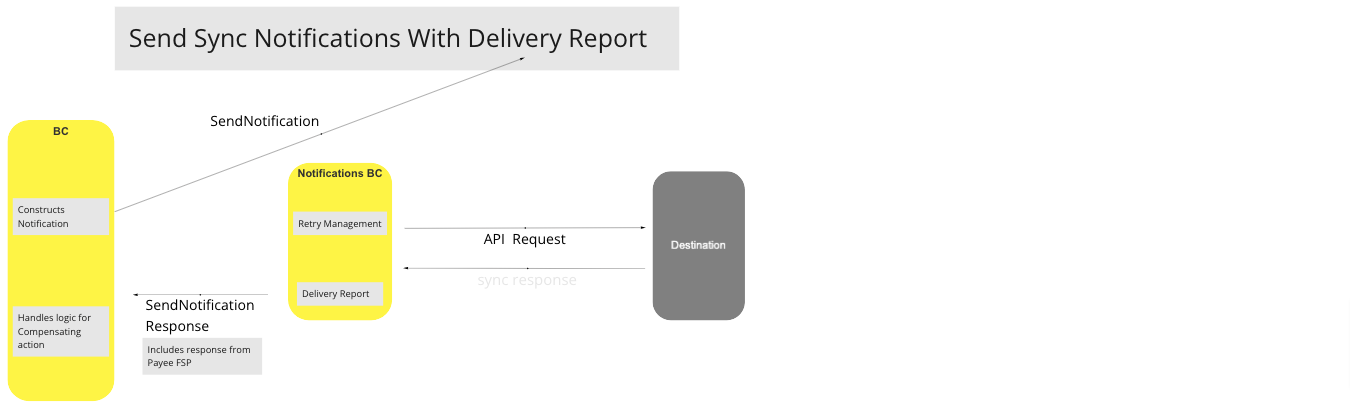 Send Sync Notifications With Delivery Report
SendNotification
BC
Constructs
Notification
Handles logic for
Compensating
action
Notifications BC
Retry Management
Delivery Report
API  Request
sync response
Destination
SendNotification
Response
Includes response from
Payee FSP